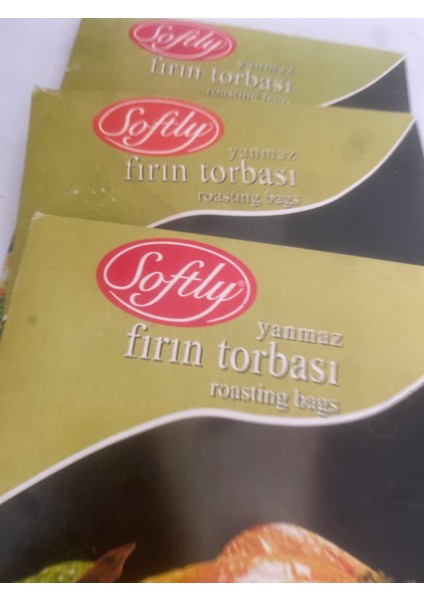 Softly
yanmaz
fırın torbası
roasting bags
Softly
yanmaz
fırın torbası
roasting bags
Softly®
yanmaz
fırın torbası
roasting bags